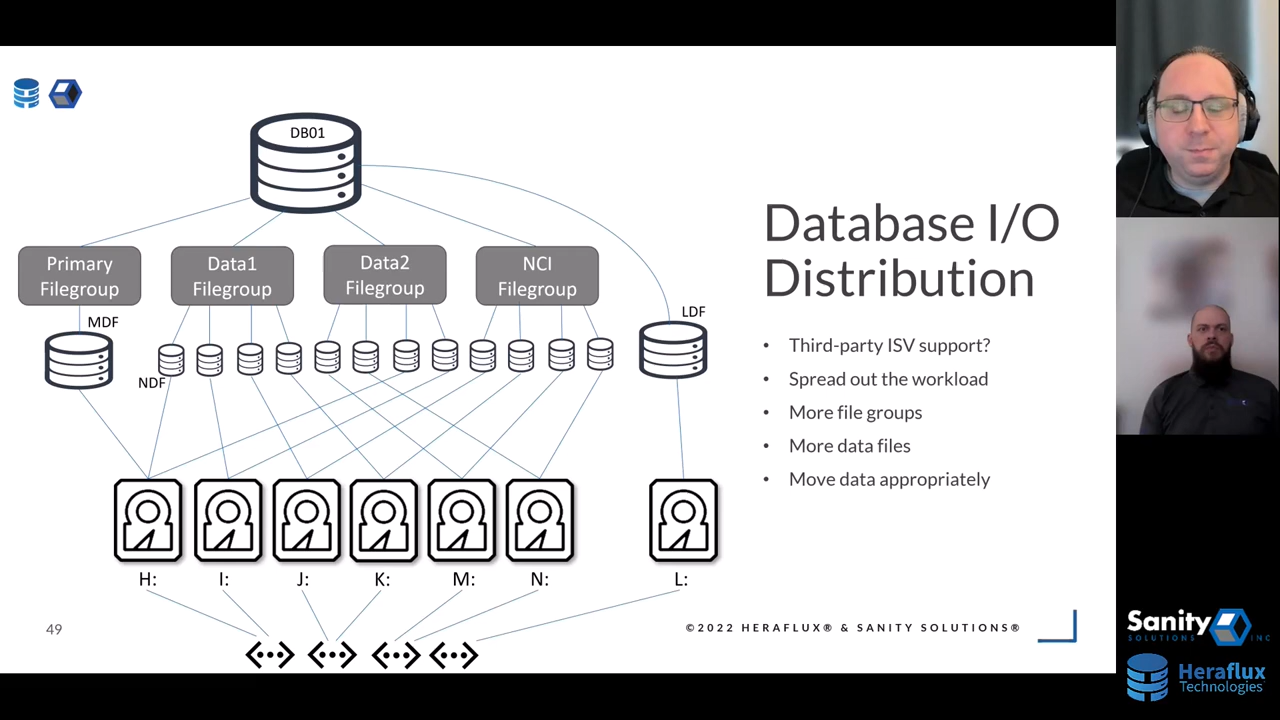 DB01
Primary
Filegroup
Data1
Filegroup
Data2
Filegroup
NCI
Filegroup
MDF
NDF
LDF
H:
I:
J:
K:
M:
N:
L:
Database I/O
Distribution
• Third-party ISV support?
• Spread out the workload
• More file groups
• More data files
• Move data appropriately
49
©2022 HERAFLUX® & SANITY SOLUTIONS®
Sanity
SOLUTIONS INC
Heraflux
Technologies